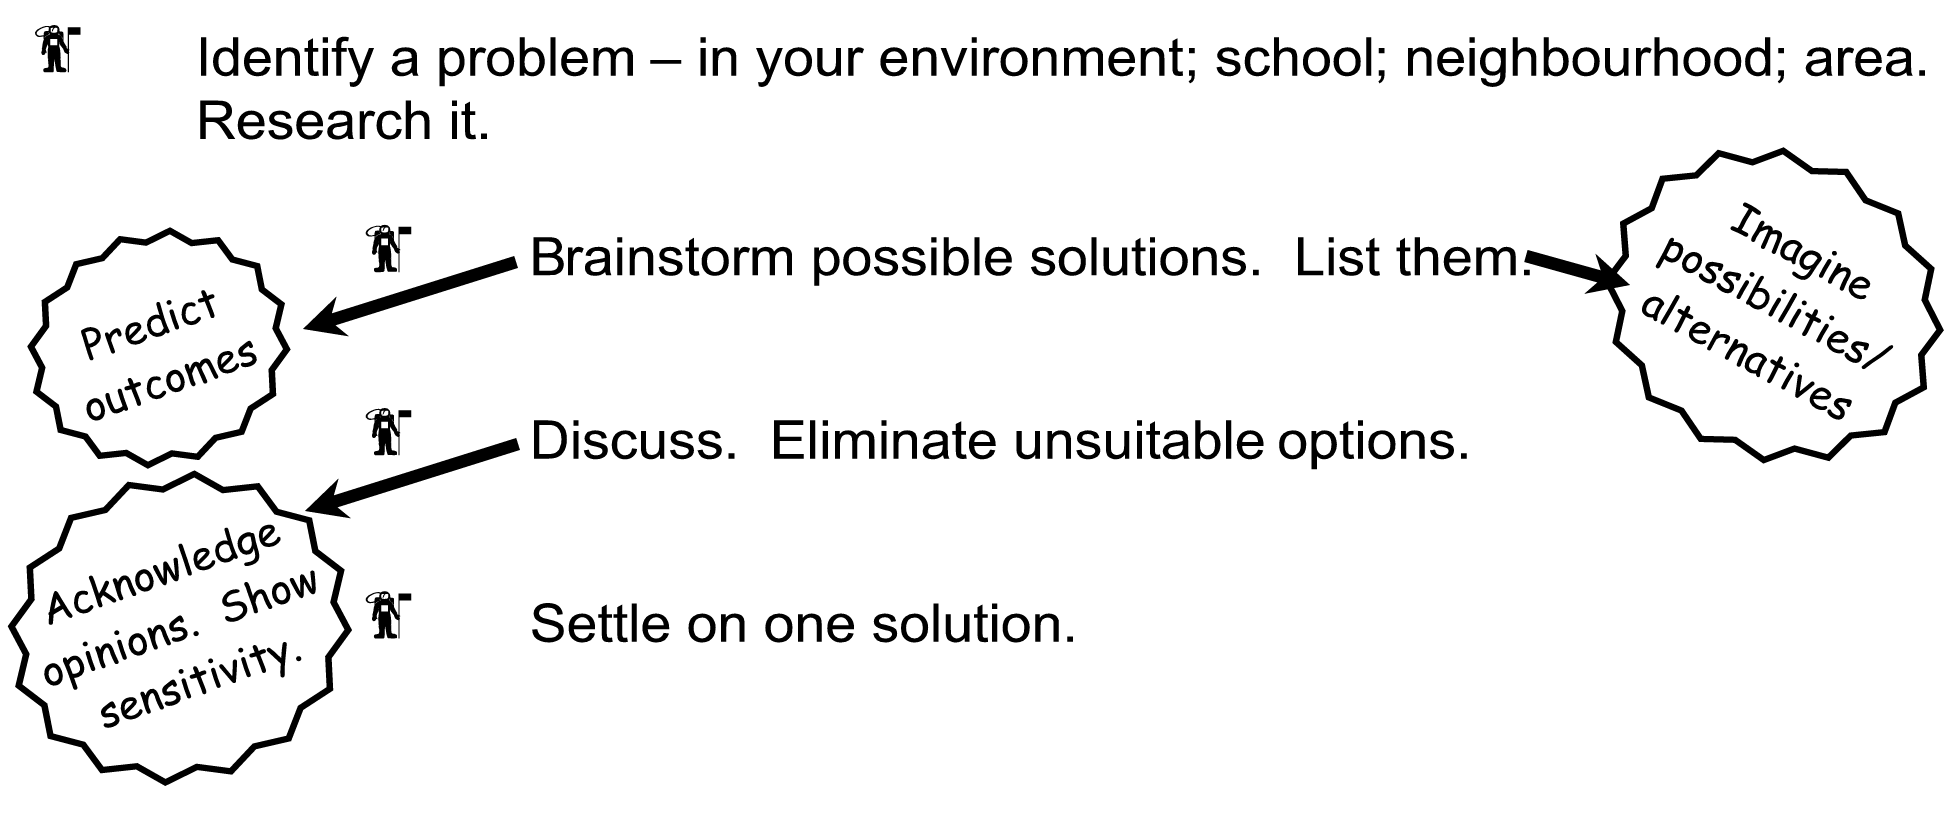 Identify a problem – in your environment; school; neighbourhood; area.
Research it.
Brainstorm possible solutions.  List them.
Imagine
possibilities/
alternatives
Predict
outcomes
Discuss.  Eliminate unsuitable options.
Acknowledge
opinions.  Show
sensitivity.
Settle on one solution.